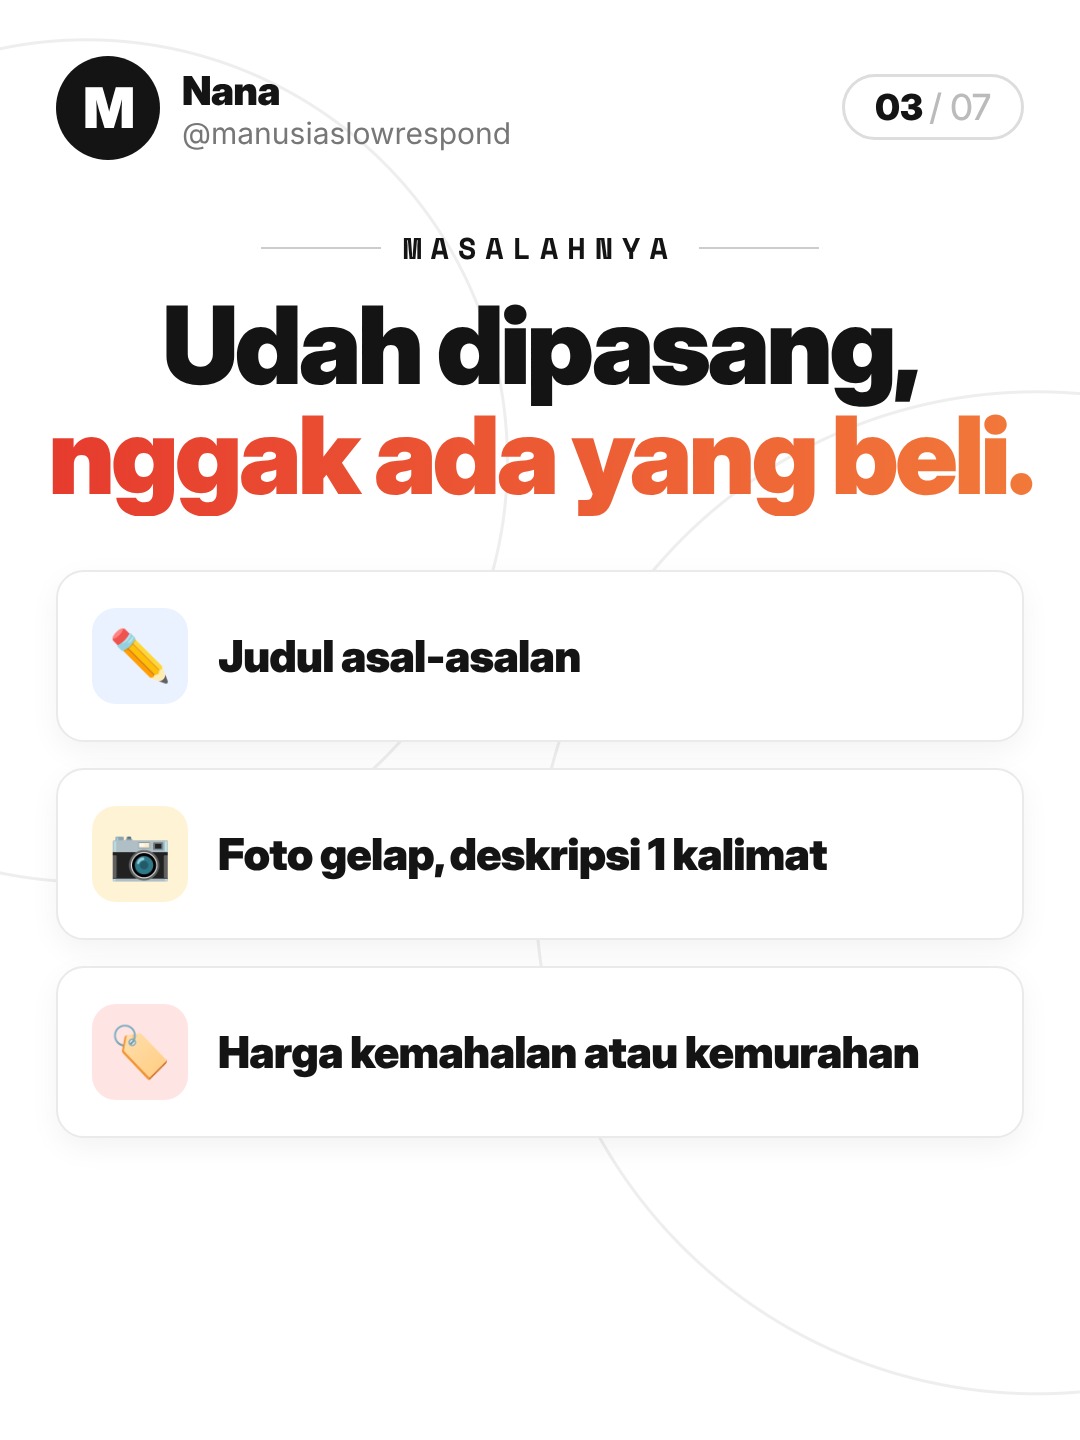 M
Nana
@manusiaslowrespond
03 / 07
MASALAHNYA
Udah dipasang,
nggak ada yang beli.
Judul asal-asalan
Foto gelap, deskripsi 1 kalimat
Harga kemahalan atau kemurahan